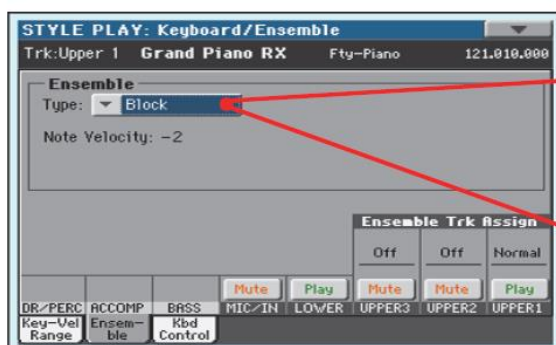 STYLE PLAY: Keyboard/Ensemble
Trk:Upper 1 Grand Piano RX Fty-Piano 121.010.000
Ensemble
Type: Block
Note Velocity: -2
Ensemble Trk Assign
Off Off Normal
Mute Play Mute Mute Play
DR/PERC ACCOMP BASS MIC/IN LOWER UPPER3 UPPER2 UPPER1
Key-Vel Ensem- Kbd
Range ble Control